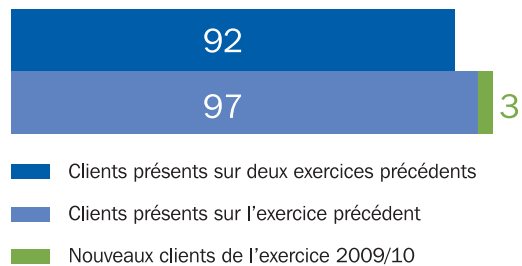 92
97 3
Clients présents sur deux exercices précédents
Clients présents sur l'exercice précédent
Nouveaux clients de l'exercice 2009/10